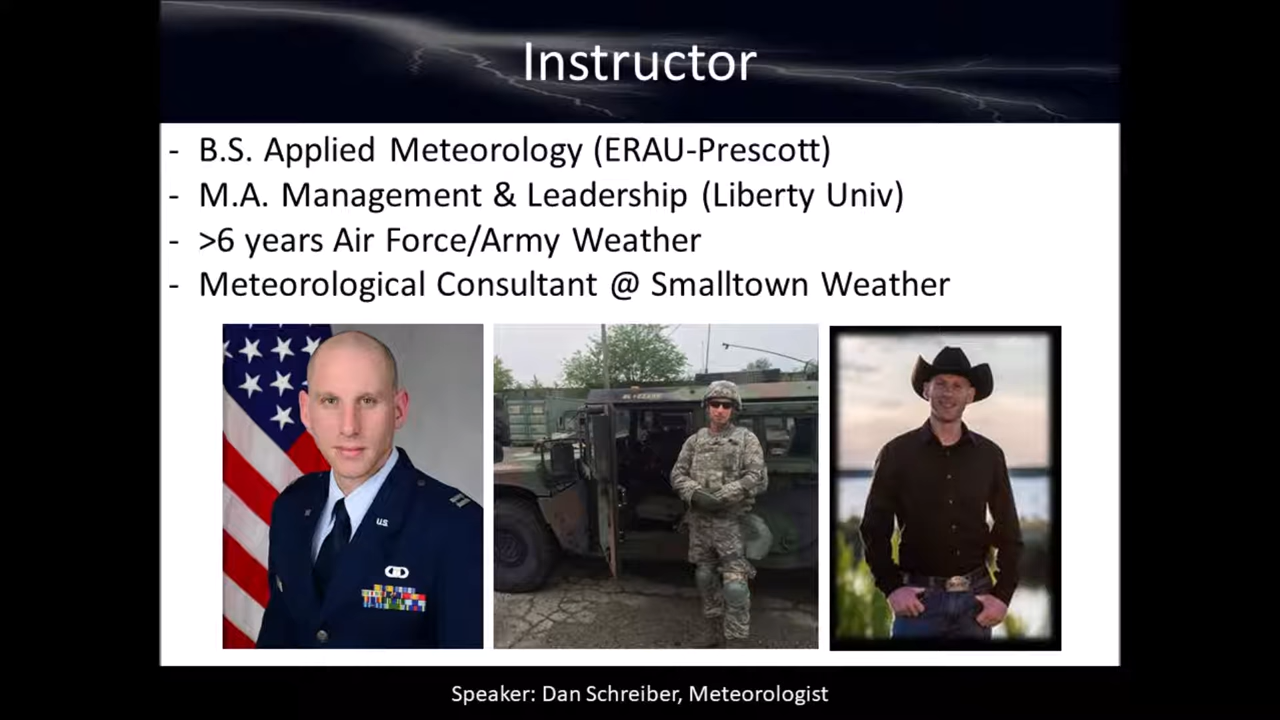 Instructor
- B.S. Applied Meteorology (ERAU-Prescott)
- M.A. Management & Leadership (Liberty Univ)
- >6 years Air Force/Army Weather
- Meteorological Consultant @ Smalltown Weather
U.S.
Speaker: Dan Schreiber, Meteorologist